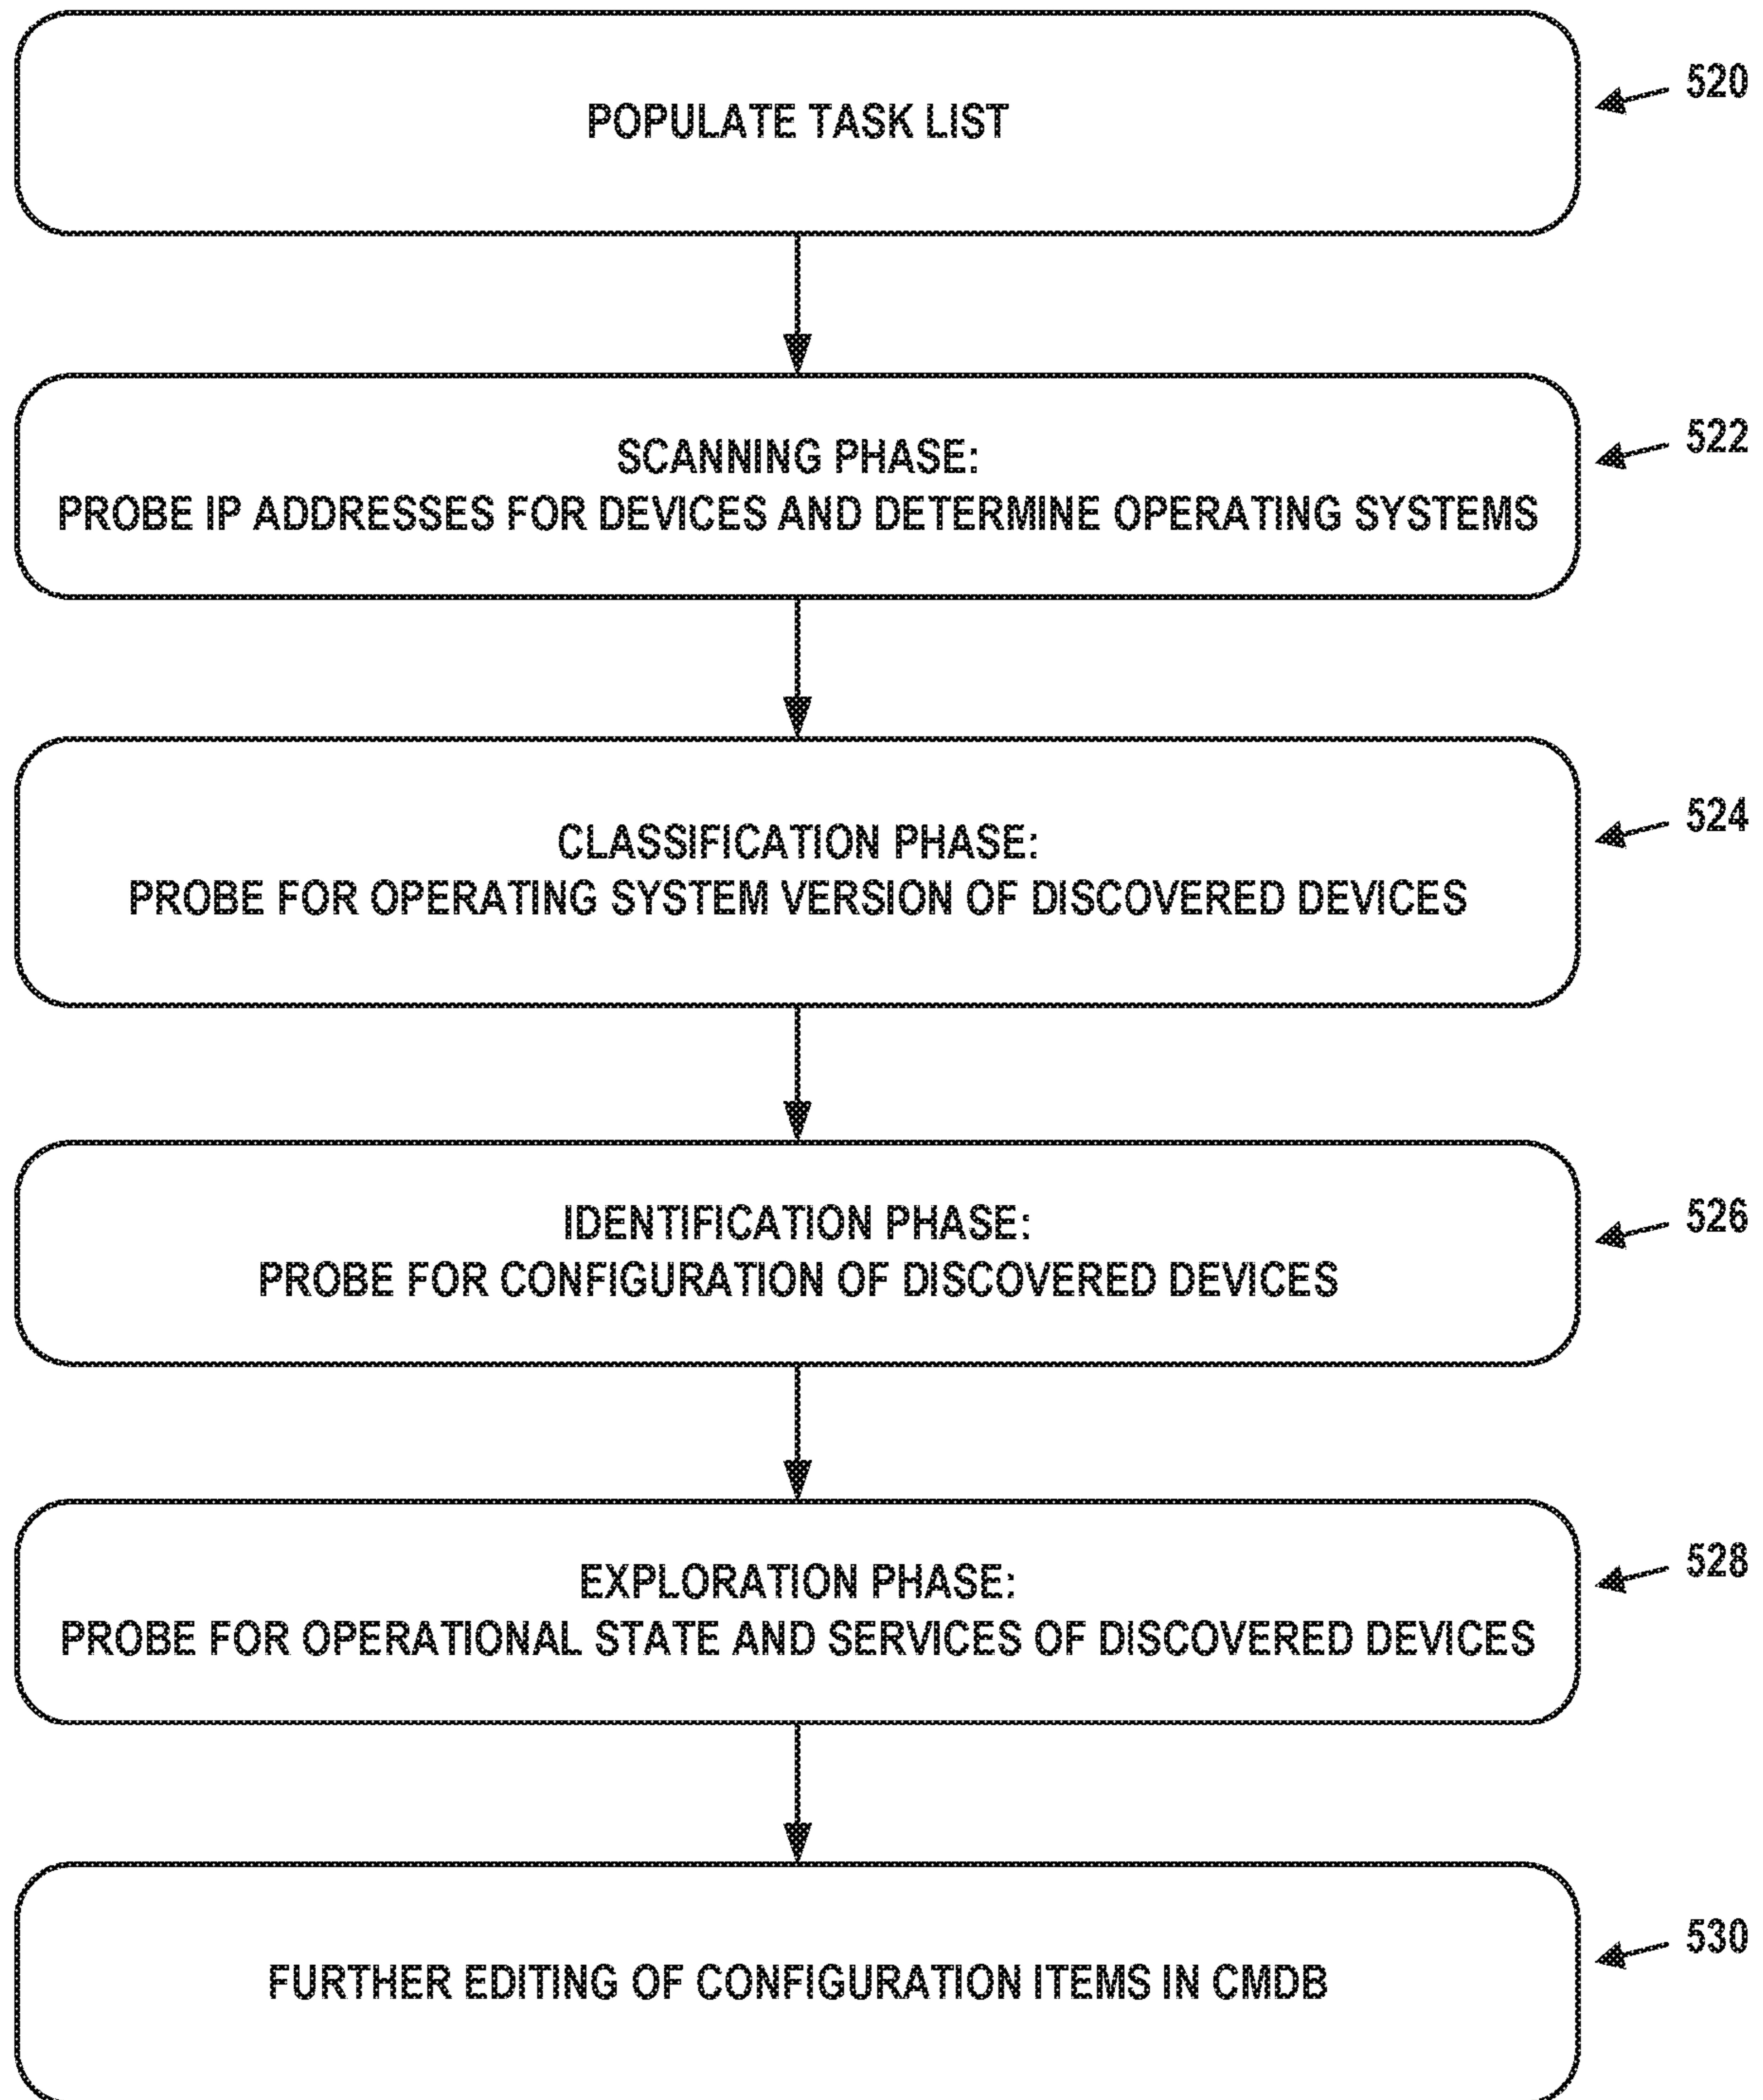 POPULATE TASK LIST
520
SCANNING PHASE:
PROBE IP ADDRESSES FOR DEVICES AND DETERMINE OPERATING SYSTEMS
522
CLASSIFICATION PHASE:
PROBE FOR OPERATING SYSTEM VERSION OF DISCOVERED DEVICES
524
IDENTIFICATION PHASE:
PROBE FOR CONFIGURATION OF DISCOVERED DEVICES
526
EXPLORATION PHASE:
PROBE FOR OPERATIONAL STATE AND SERVICES OF DISCOVERED DEVICES
528
FURTHER EDITING OF CONFIGURATION ITEMS IN CMDB
530